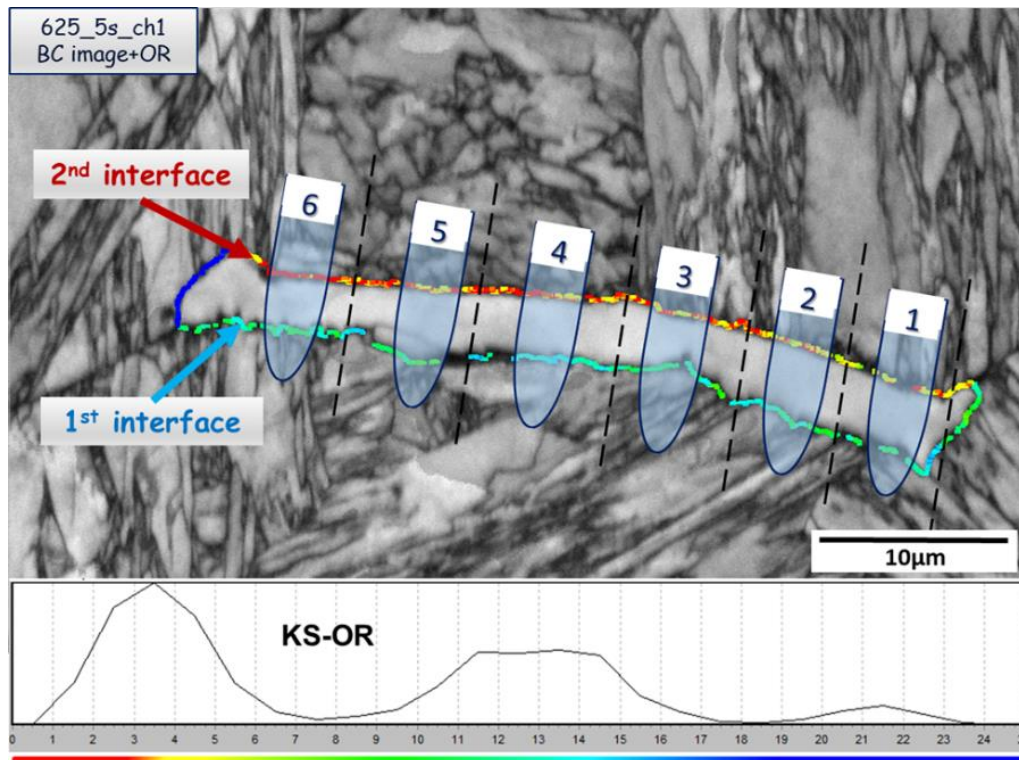 625_5s_ch1
BC image+OR
2nd interface
6
5
4
3
2
1
1st interface
10μm
KS-OR
0 1 2 3 4 5 6 7 8 9 10 11 12 13 14 15 16 17 18 19 20 21 22 23 24